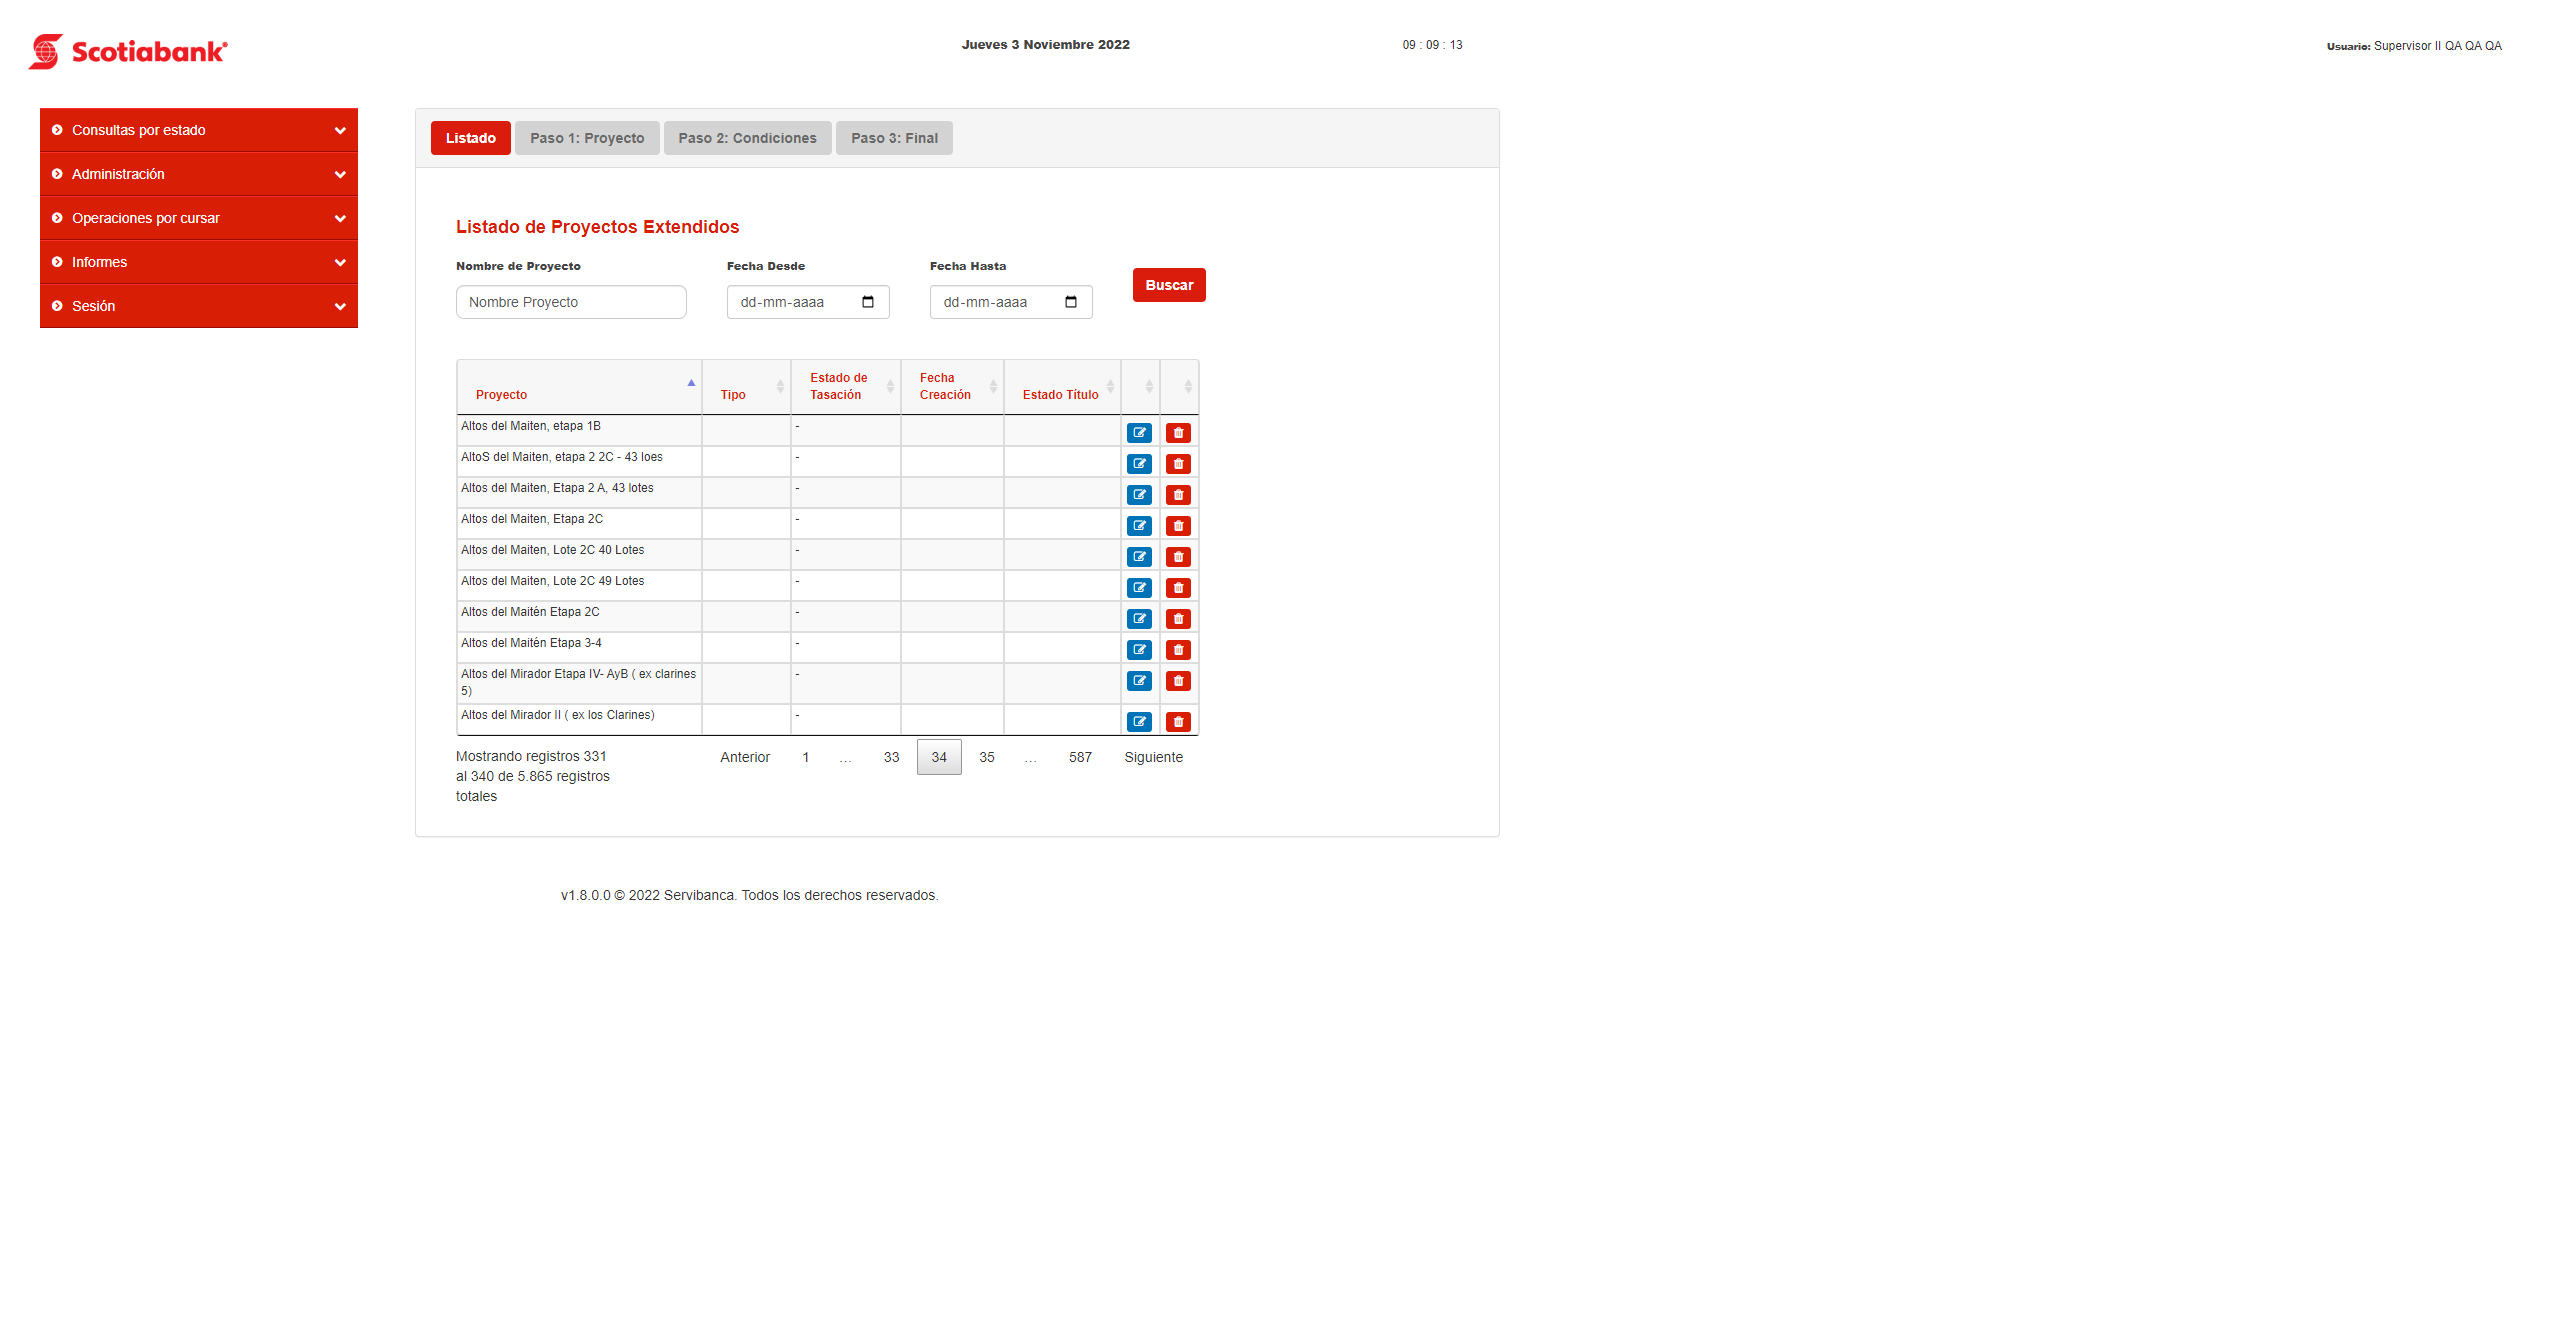 Scotiabank®
Jueves 3 Noviembre 2022
09 : 09 : 13
Usuario: Supervisor II QA QA QA
Consultas por estado
Administración
Operaciones por cursar
Informes
Sesión
Listado Paso 1: Proyecto Paso 2: Condiciones Paso 3: Final
Listado de Proyectos Extendidos
Nombre de Proyecto Fecha Desde Fecha Hasta
Nombre Proyecto dd-mm-aaaa dd-mm-aaaa Buscar
Proyecto Tipo Estado de Tasación Fecha Creación Estado Título
Altos del Maiten, etapa 1B -
AltoS del Maiten, etapa 2 2C - 43 loes -
Altos del Maiten, Etapa 2 A, 43 lotes -
Altos del Maiten, Etapa 2C -
Altos del Maiten, Lote 2C 40 Lotes -
Altos del Maiten, Lote 2C 49 Lotes -
Altos del Maitén Etapa 2C -
Altos del Maitén Etapa 3-4 -
Altos del Mirador Etapa IV- AyB ( ex clarines -
5)
Altos del Mirador II ( ex los Clarines) -
Mostrando registros 331
al 340 de 5.865 registros
totales
Anterior 1 … 33 34 35 … 587 Siguiente
v1.8.0.0 © 2022 Servibanca. Todos los derechos reservados.